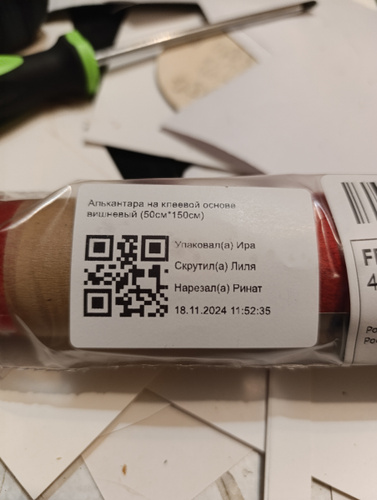 Алькантара на клеевой основе
вишневый (50см*150см)
Упаковал(а) Ира
Скрутил(а) Лиля
Нарезал(а) Ринат
18.11.2024 11:52:35